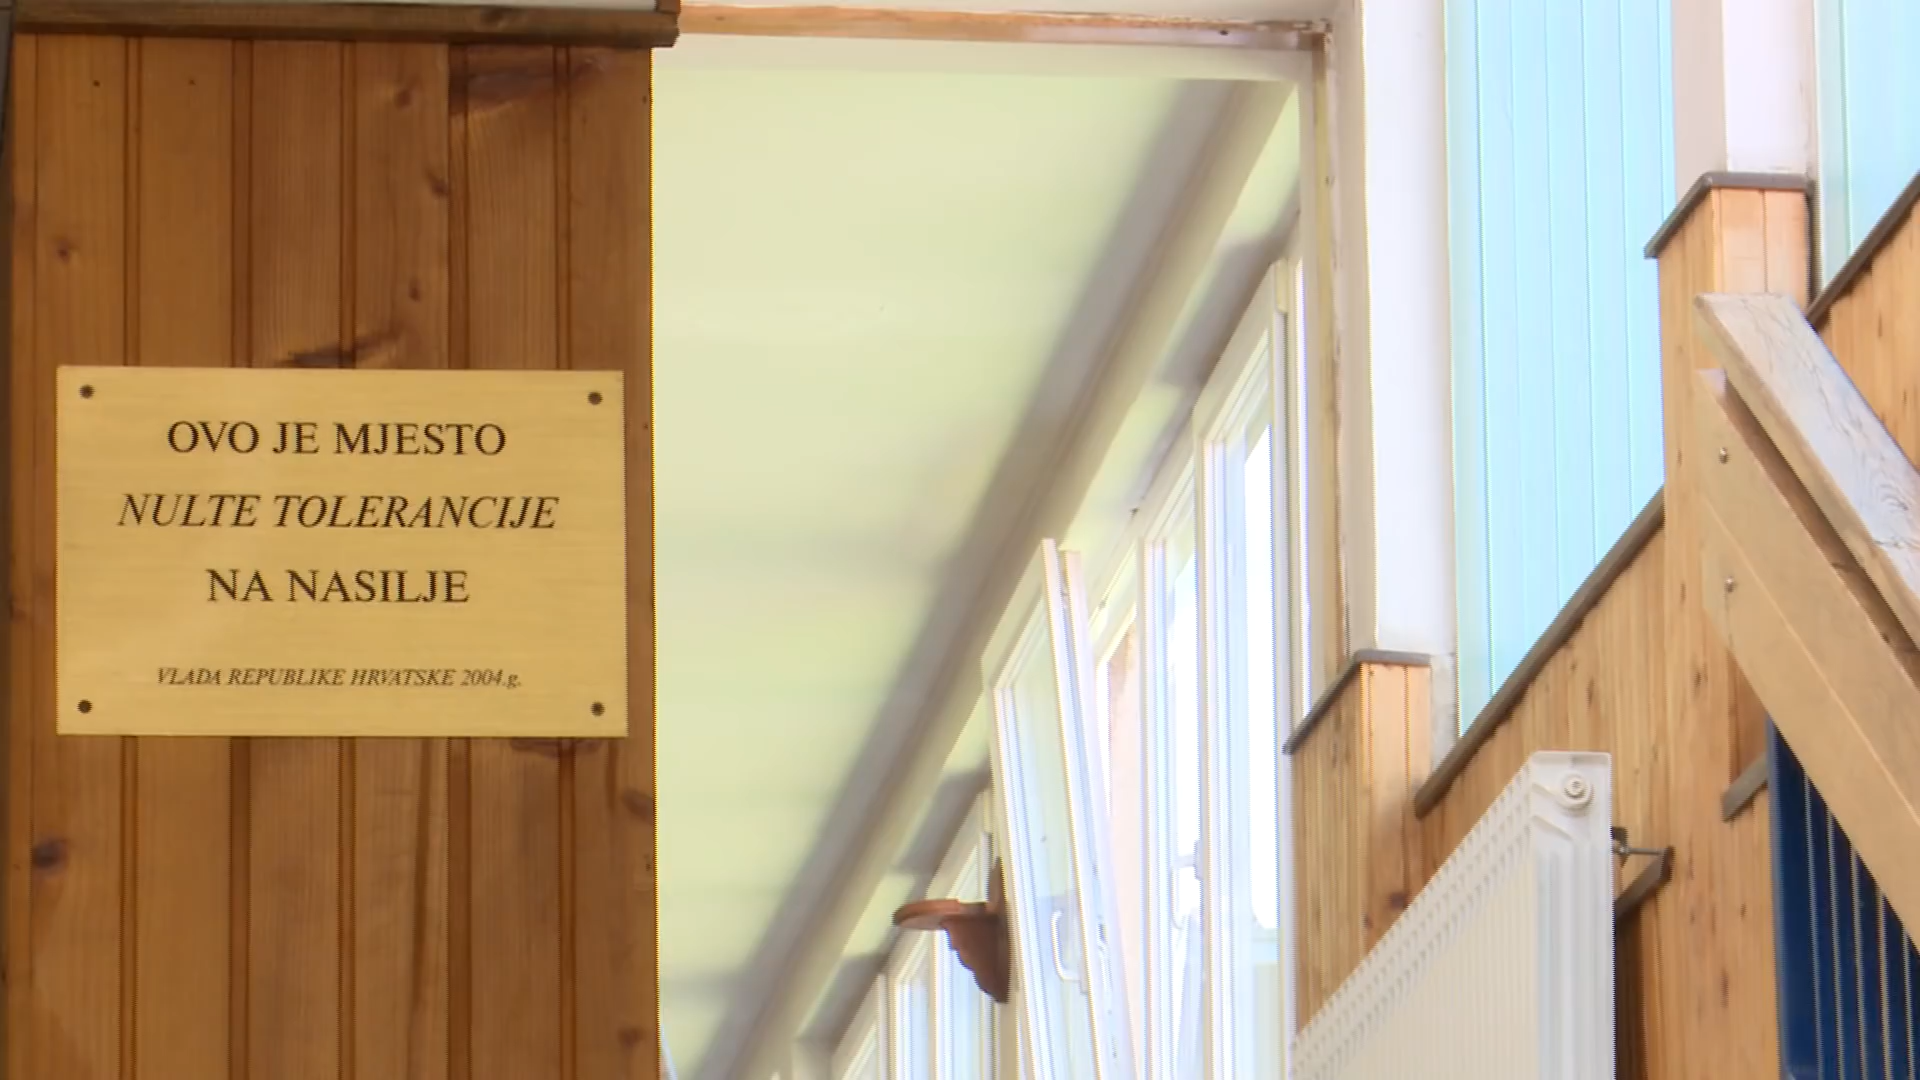 OVO JE MJESTO
NULTE TOLERANCIJE
NA NASILJE
VLADA REPUBLIKE HRVATSKE 2004.g.